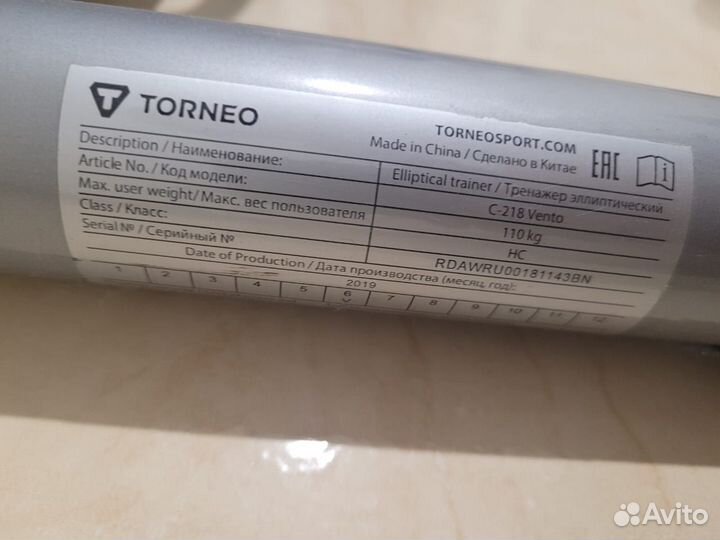 TORNEO
TORNEOSPORT.COM
Made in China / Сделано в Китае
EAC
Description / Наименование: Elliptical trainer / Тренажер эллиптический
Article No. / Код модели: C-218 Vento
Max. user weight/ Макс. вес пользователя 110 kg
Class / Класс: HC
Serial № / Серийный № RDAWRU00181143BN
Date of Production / Дата производства (месяц, год):
2019
1 2 3 4 5 6 7 8 9 10 11 12
Avito